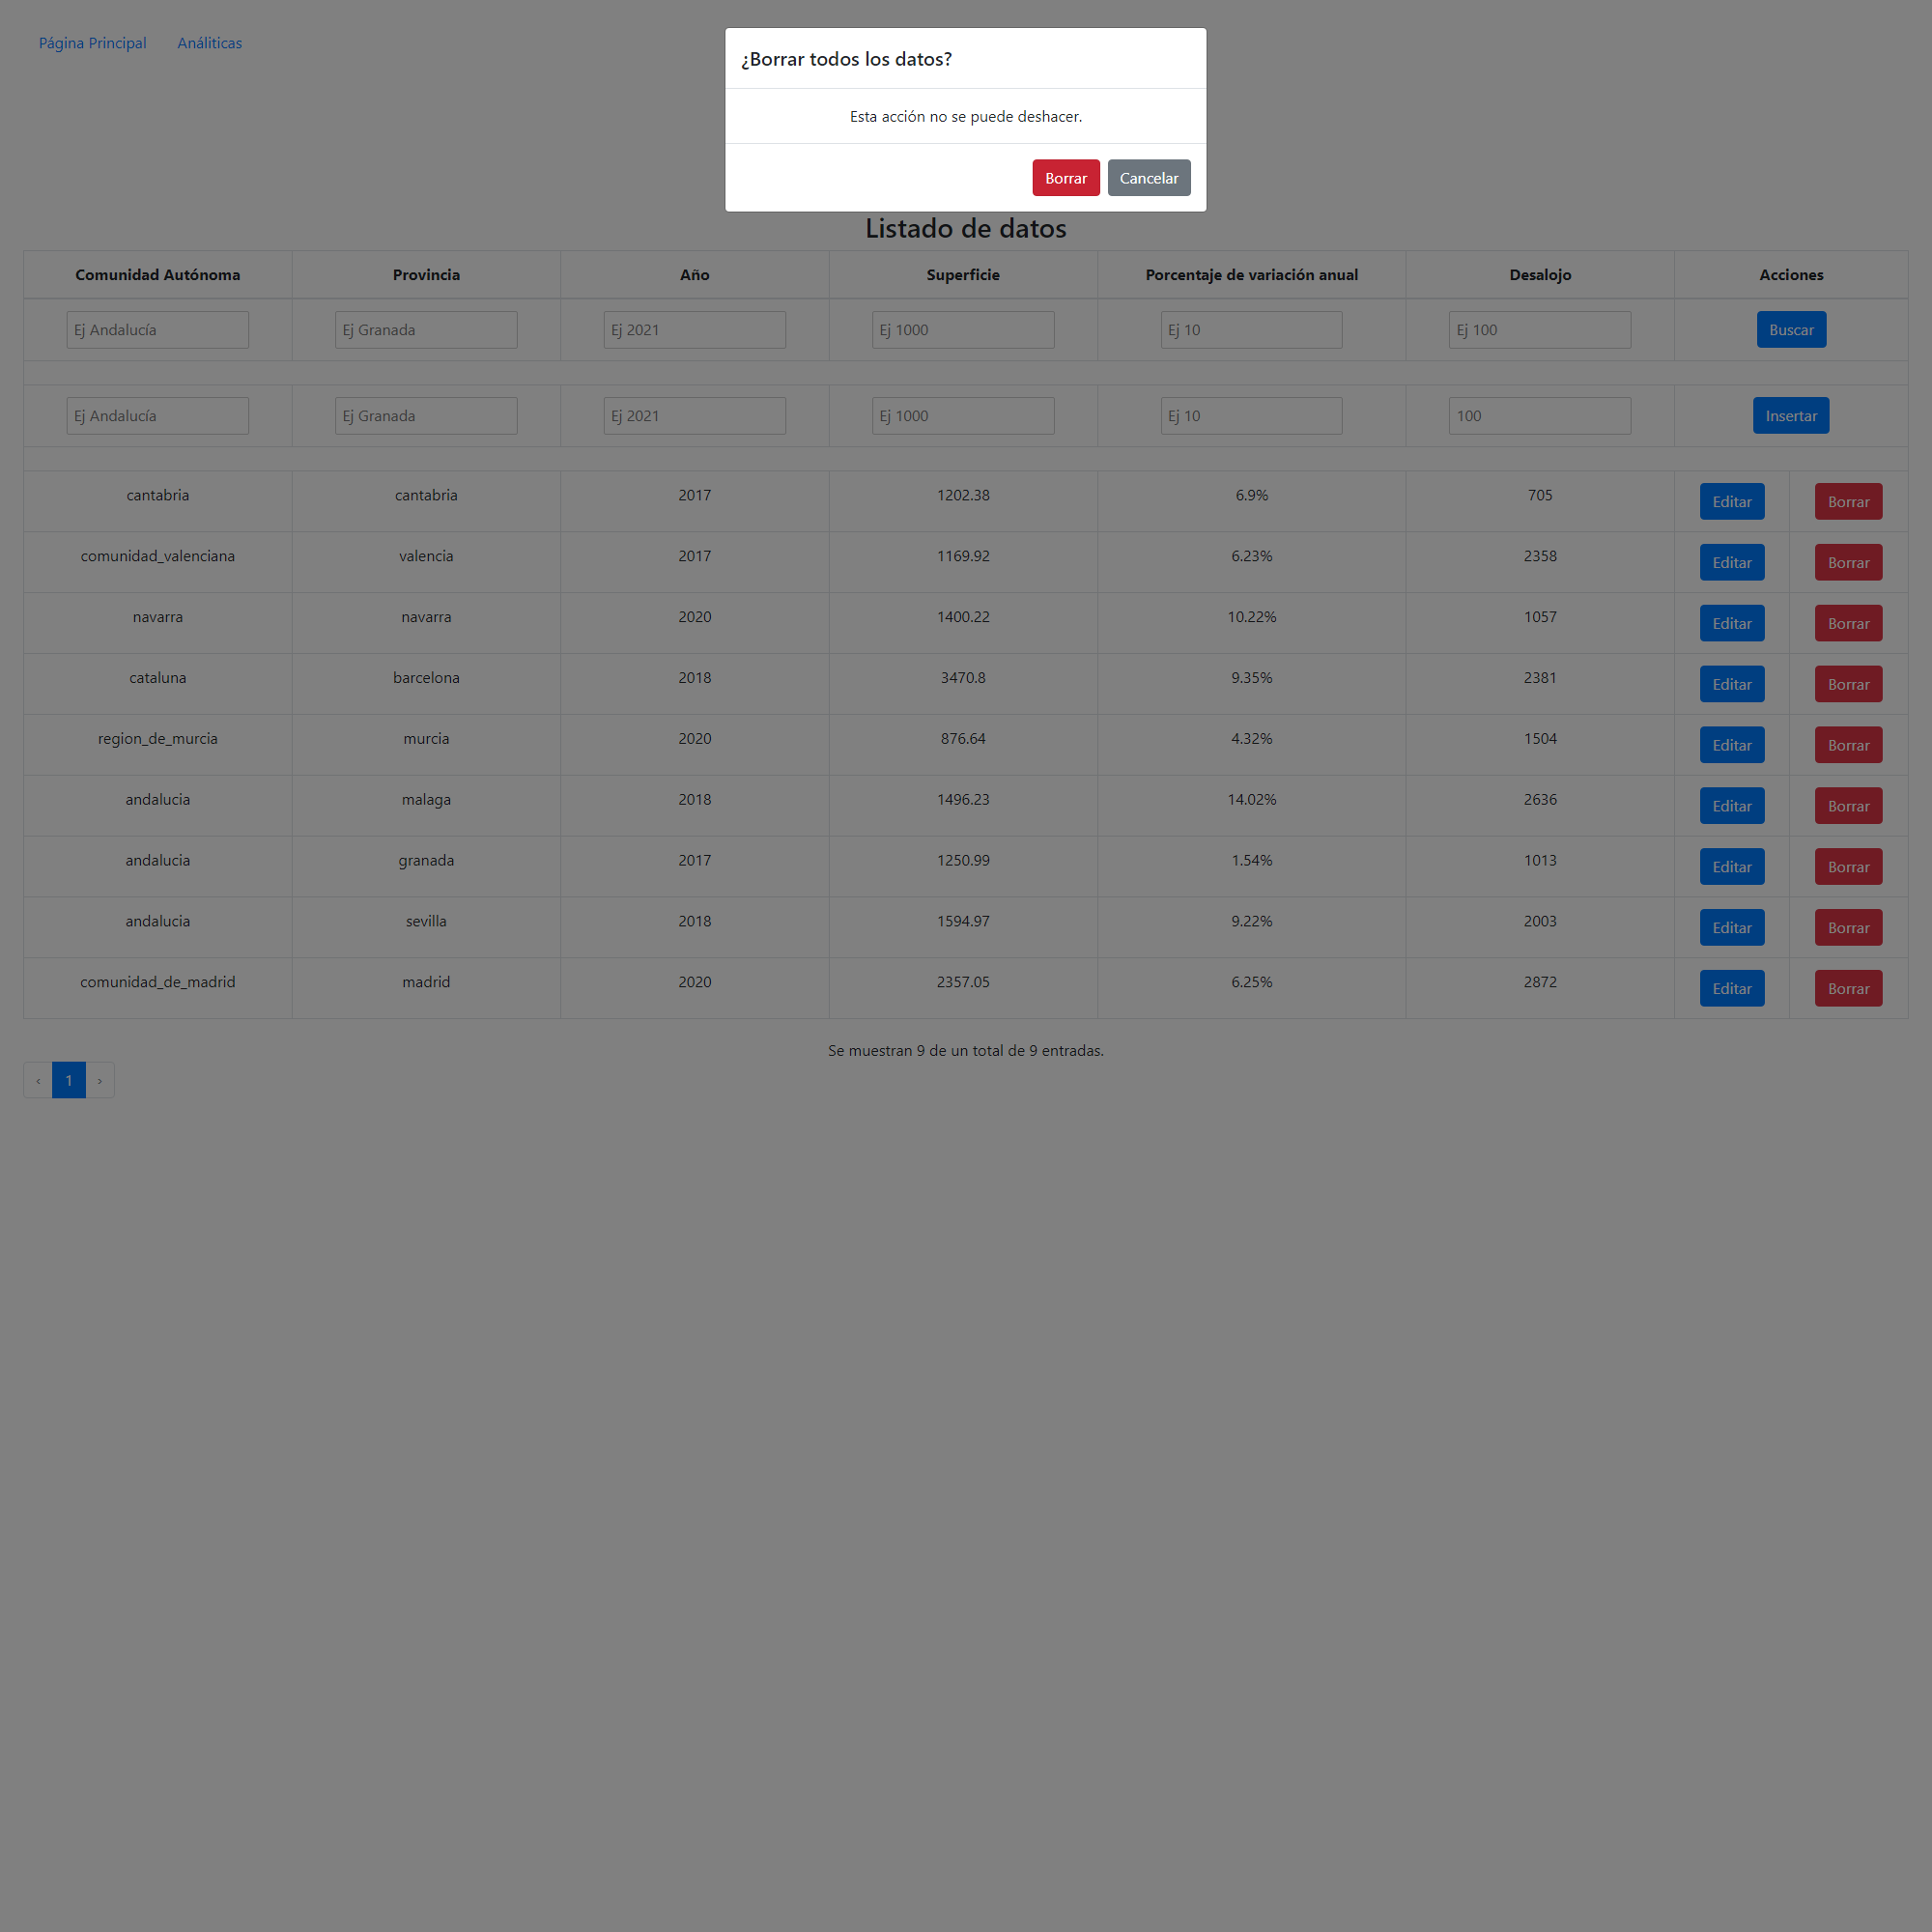 Página Principal Análiticas
¿Borrar todos los datos?
Esta acción no se puede deshacer.
Borrar Cancelar
Listado de datos
Comunidad Autónoma Provincia Año Superficie Porcentaje de variación anual Desalojo Acciones
Ej Andalucía Ej Granada Ej 2021 Ej 1000 Ej 10 Ej 100 Buscar
Ej Andalucía Ej Granada Ej 2021 Ej 1000 Ej 10 100 Insertar
cantabria cantabria 2017 1202.38 6.9% 705 Editar Borrar
comunidad_valenciana valencia 2017 1169.92 6.23% 2358 Editar Borrar
navarra navarra 2020 1400.22 10.22% 1057 Editar Borrar
cataluna barcelona 2018 3470.8 9.35% 2381 Editar Borrar
region_de_murcia murcia 2020 876.64 4.32% 1504 Editar Borrar
andalucia malaga 2018 1496.23 14.02% 2636 Editar Borrar
andalucia granada 2017 1250.99 1.54% 1013 Editar Borrar
andalucia sevilla 2018 1594.97 9.22% 2003 Editar Borrar
comunidad_de_madrid madrid 2020 2357.05 6.25% 2872 Editar Borrar
Se muestran 9 de un total de 9 entradas.
‹ 1 ›